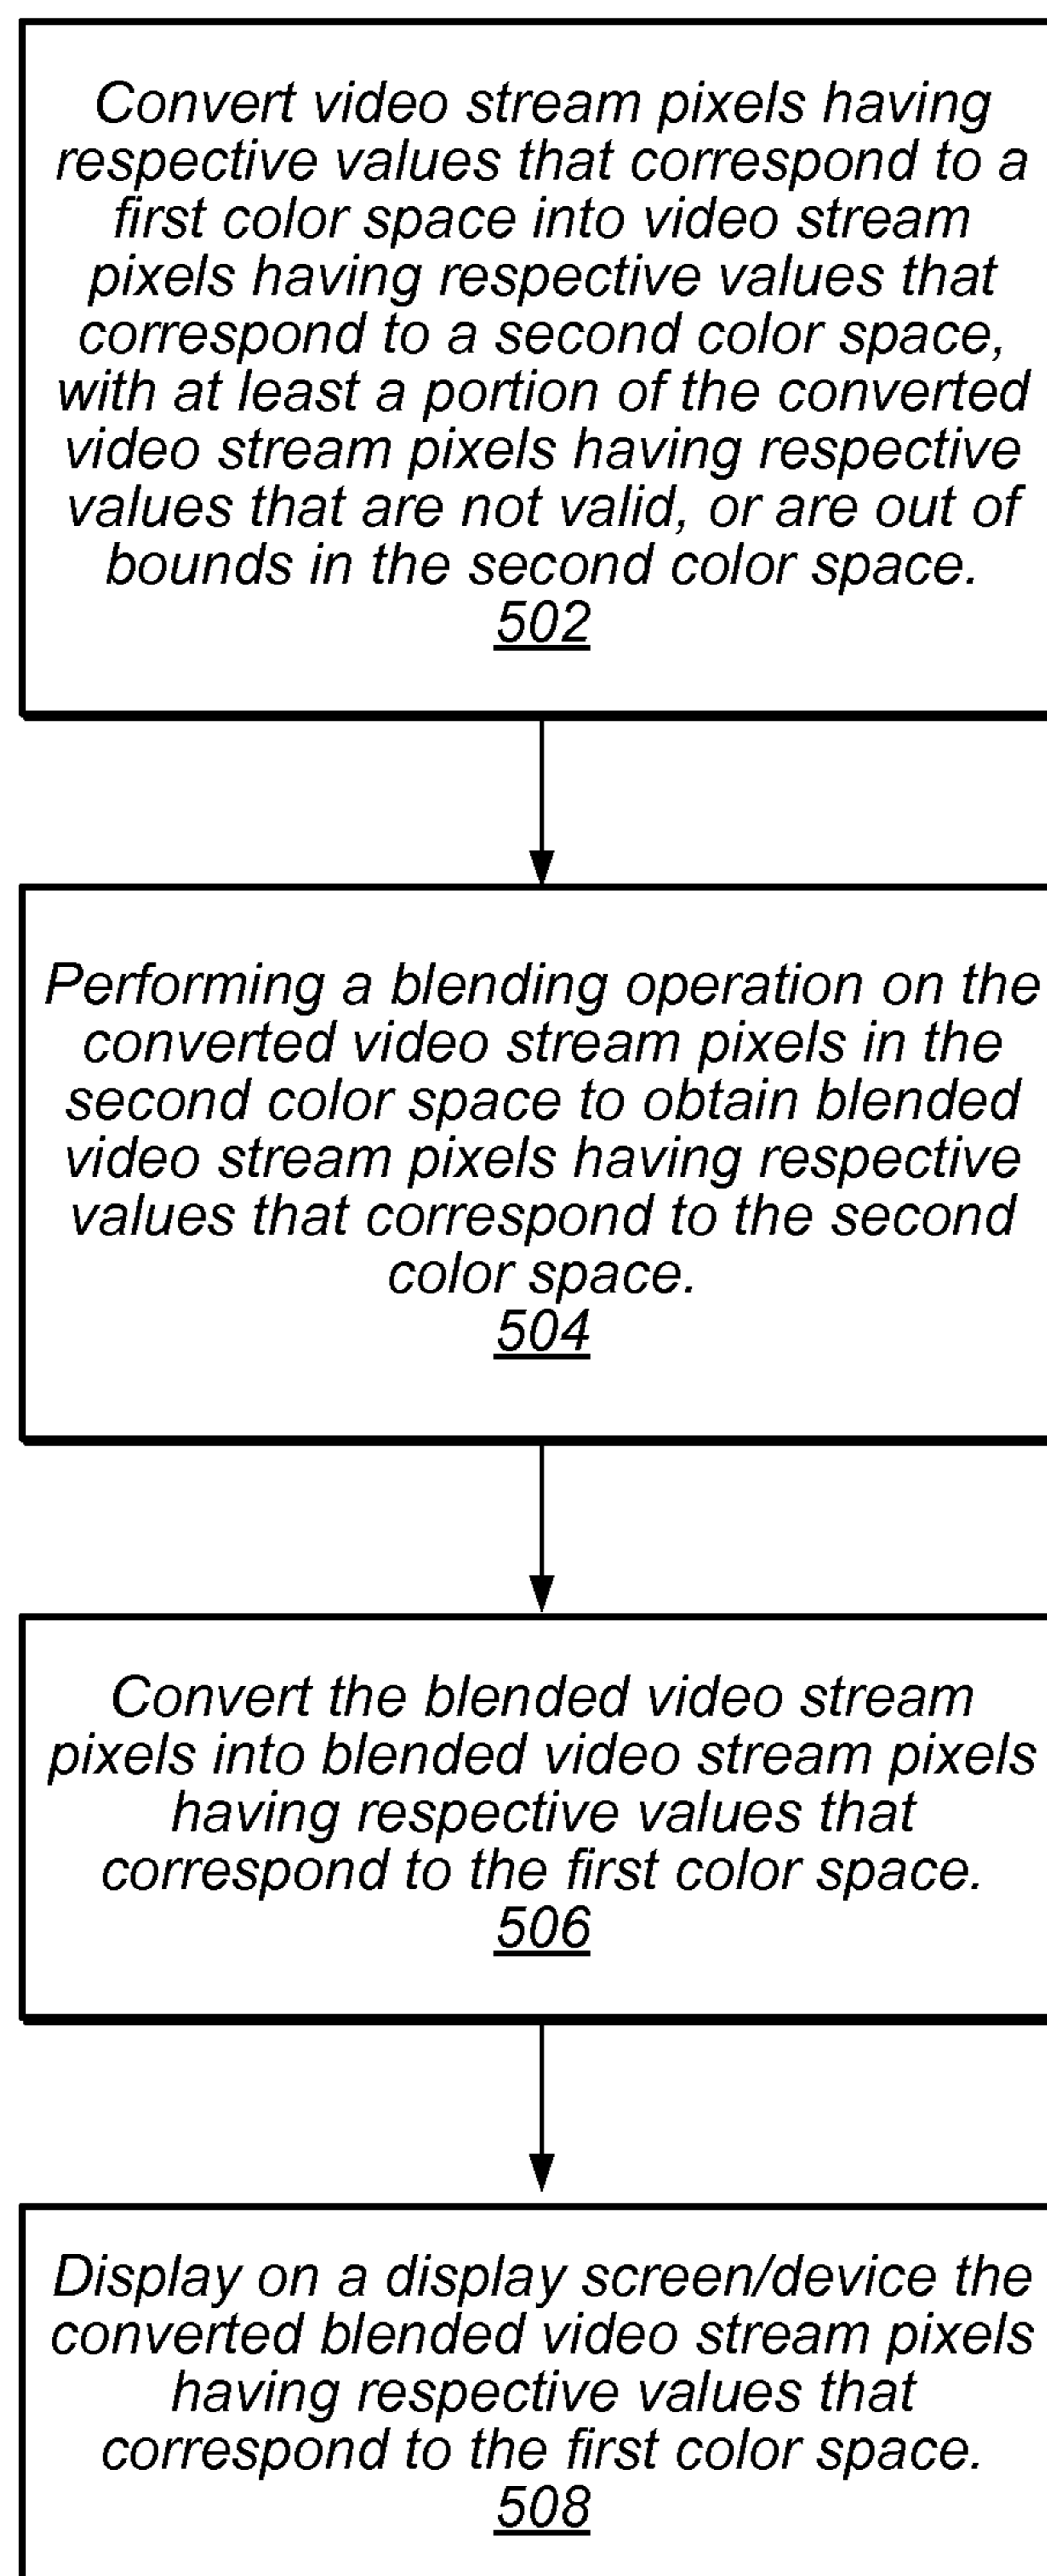 Convert video stream pixels having
respective values that correspond to a
first color space into video stream
pixels having respective values that
correspond to a second color space,
with at least a portion of the converted
video stream pixels having respective
values that are not valid, or are out of
bounds in the second color space.
502
Performing a blending operation on the
converted video stream pixels in the
second color space to obtain blended
video stream pixels having respective
values that correspond to the second
color space.
504
Convert the blended video stream
pixels into blended video stream pixels
having respective values that
correspond to the first color space.
506
Display on a display screen/device the
converted blended video stream pixels
having respective values that
correspond to the first color space.
508